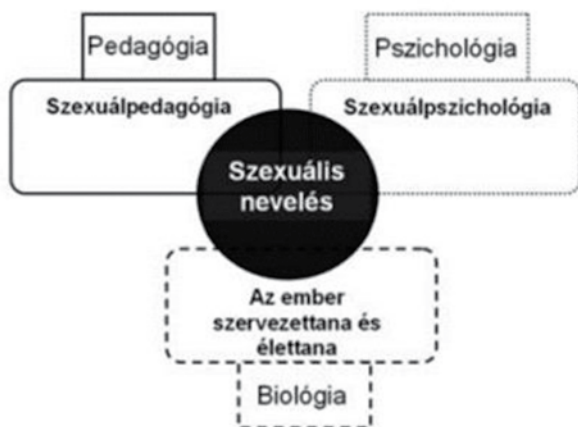 Pedagógia
Pszichológia
Szexuálpedagógia
Szexuálpszichológia
Szexuális
nevelés
Az ember
szervezettana és
élettana
Biológia